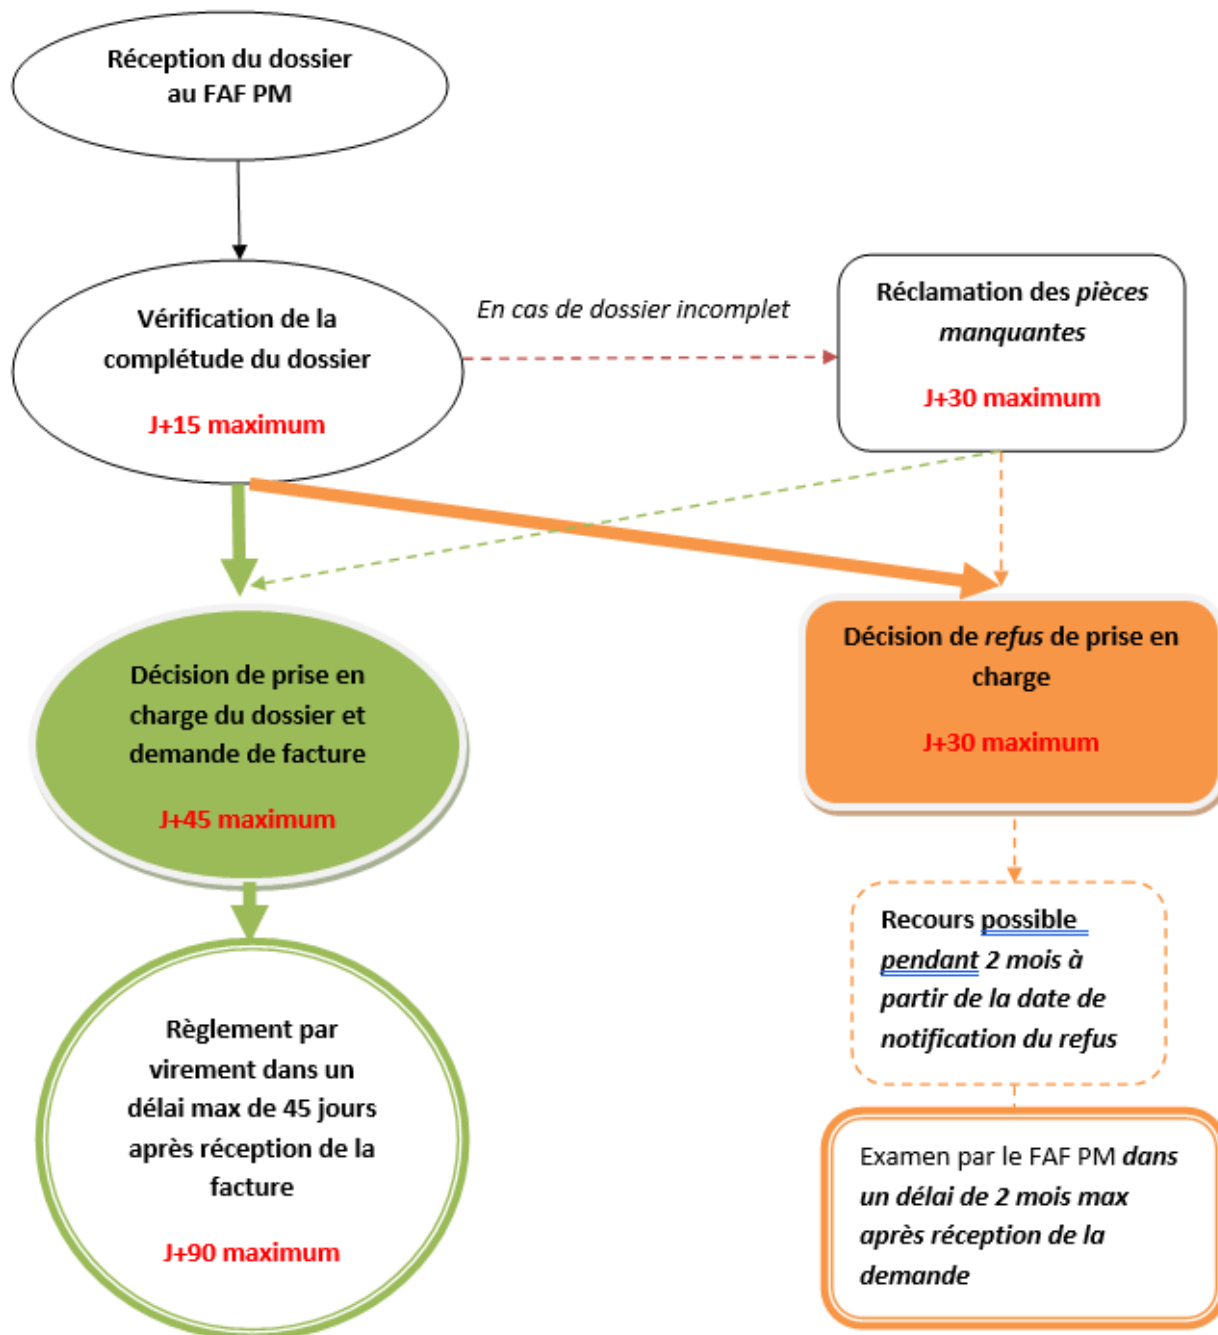 Réception du dossier
au FAF PM
Vérification de la
complétude du dossier
J+15 maximum
En cas de dossier incomplet
Réclamation des pièces
manquantes
J+30 maximum
Décision de prise en
charge du dossier et
demande de facture
J+45 maximum
Décision de refus de prise en
charge
J+30 maximum
Règlement par
virement dans un
délai max de 45 jours
après réception de la
facture
J+90 maximum
Recours possible
pendant 2 mois à
partir de la date de
notification du refus
Examen par le FAF PM dans
un délai de 2 mois max
après réception de la
demande